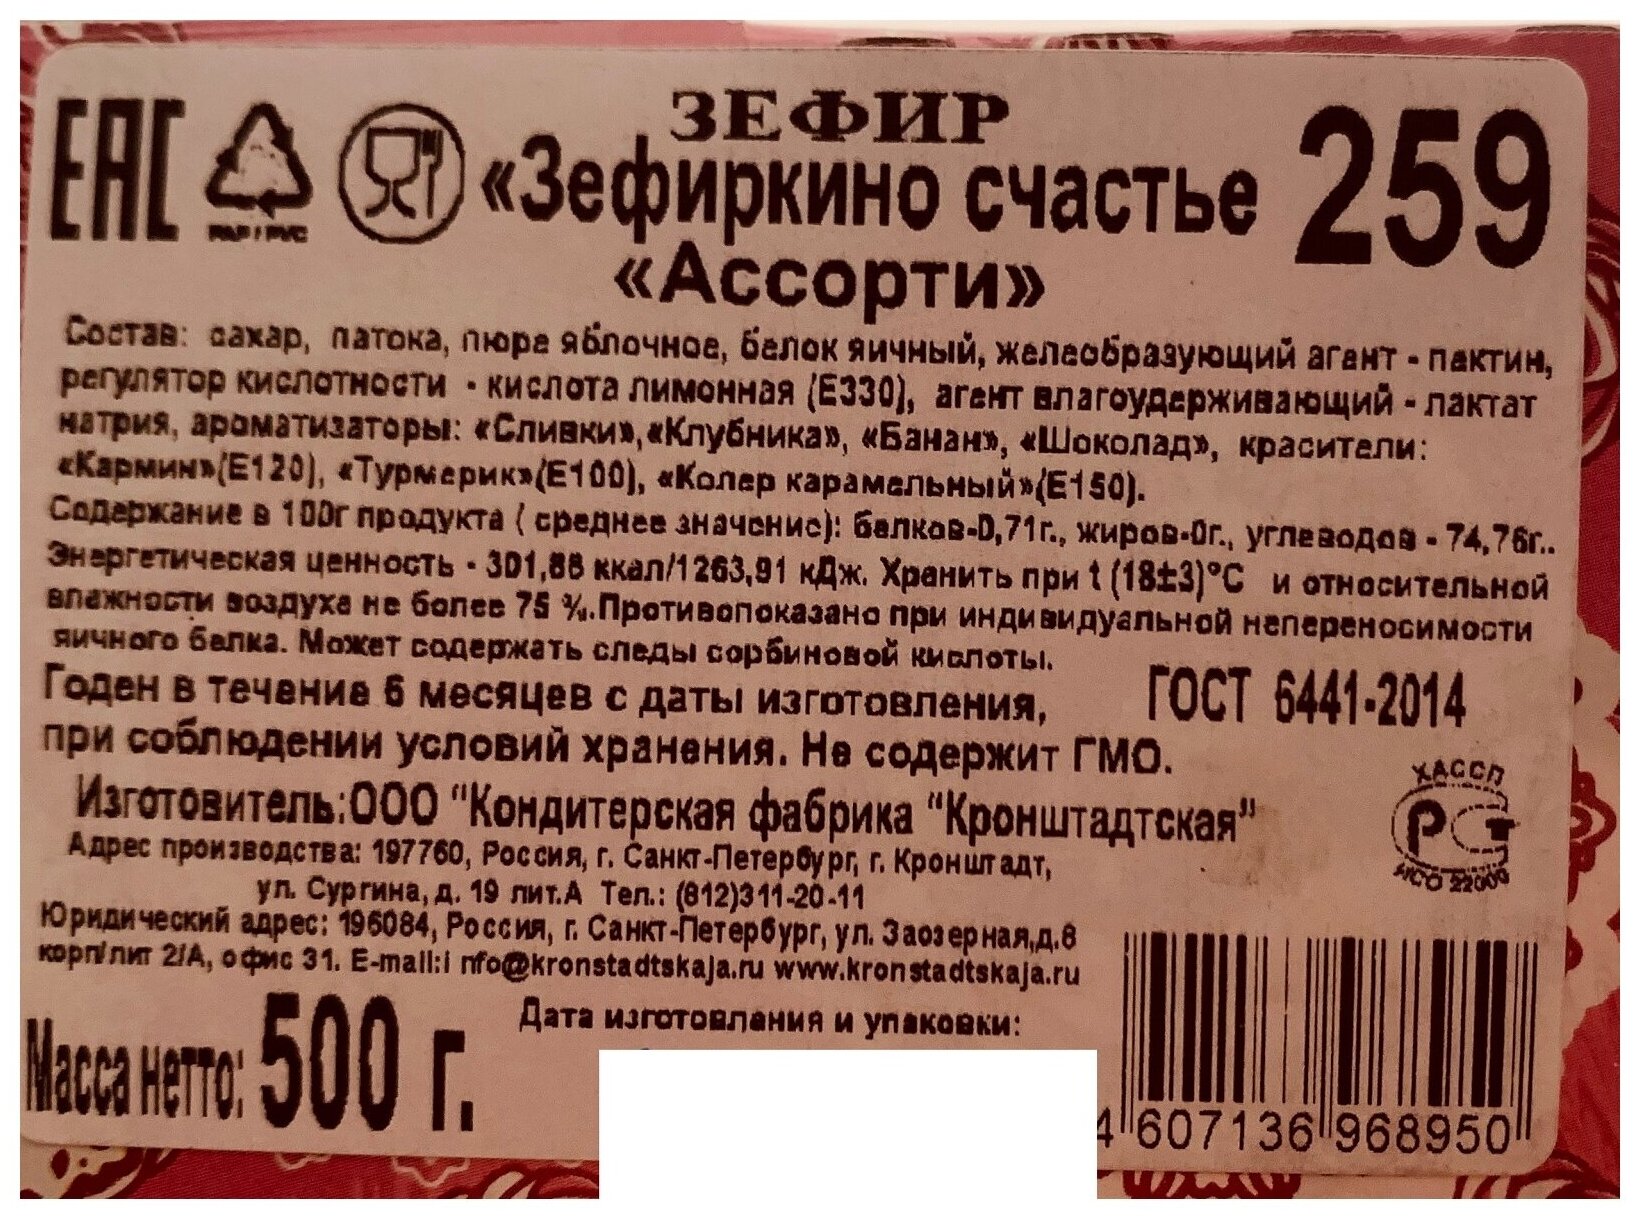 EAC
PAP / PVC
ЗЕФИР
«Зефиркино счастье
259
«Ассорти»
Состав: сахар, патока, пюре яблочное, белок яичный, желеобразующий агент - пектин,
регулятор кислотности - кислота лимонная (Е330), агент влагоудерживающий - лактат
натрия, ароматизаторы: «Сливки»,«Клубника», «Банан», «Шоколад», красители:
«Кармин»(Е120), «Турмерик»(Е100), «Колер карамельный»(Е150).
Содержание в 100г продукта ( среднее значение): белков-0,71г., жиров-0г., углеводов - 74,76г..
Энергетическая ценность - 301,86 ккал/1263,91 кДж. Хранить при t (18±3)°С и относительной
влажности воздуха не более 75 %.Противопоказано при индивидуальной непереносимости
яичного белка. Может содержать следы сорбиновой кислоты.
Годен в течение 6 месяцев с даты изготовления,
ГОСТ 6441-2014
при соблюдении условий хранения. Не содержит ГМО.
ХАССП
РСТ
ИСО 22000
Изготовитель:ООО "Кондитерская фабрика "Кронштадтская"
Адрес производства: 197760, Россия, г. Санкт-Петербург, г. Кронштадт,
ул. Сургина, д. 19 лит.А Тел.: (812)311-20-11
Юридический адрес: 196084, Россия, г. Санкт-Петербург, ул. Заозерная,д.8
корп/лит 2/А, офис 31. E-mail:i nfo@kronstadtskaja.ru www.kronstadtskaja.ru
Дата изготовления и упаковки:
Масса нетто: 500 г.
4 607136 968950